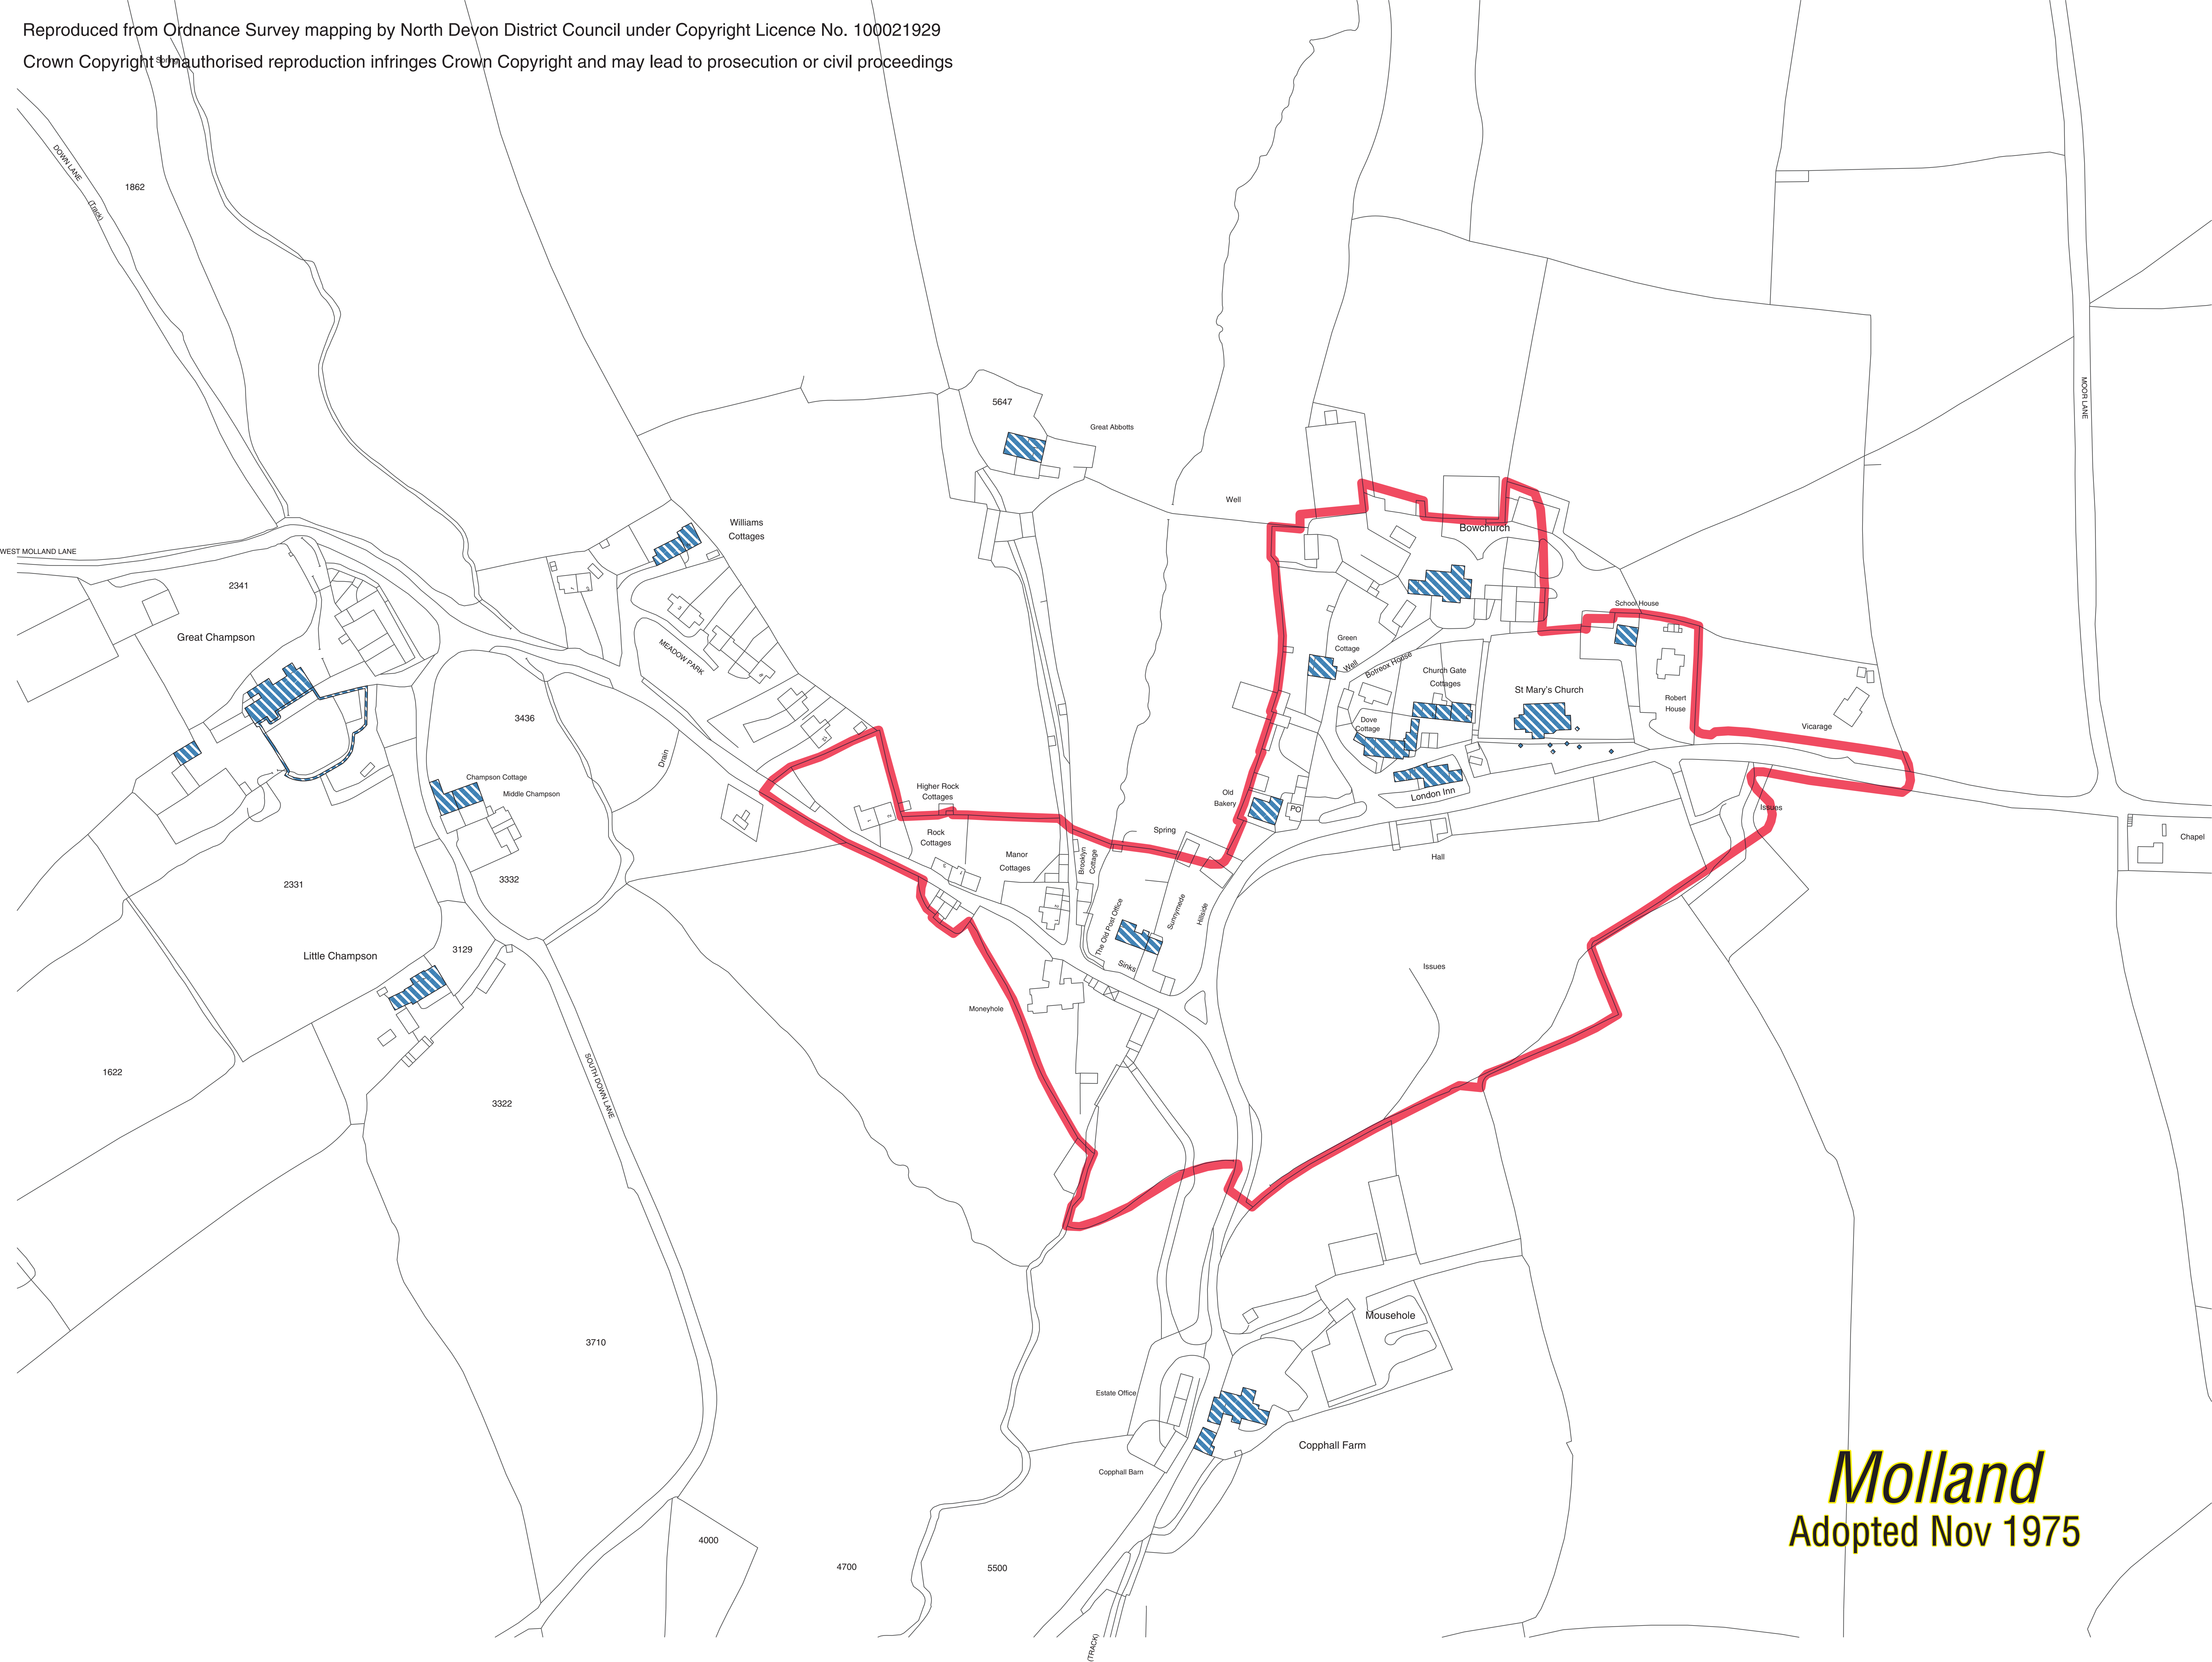 Reproduced from Ordnance Survey mapping by North Devon District Council under Copyright Licence No. 100021929
Spring
Crown Copyright Unauthorised reproduction infringes Crown Copyright and may lead to prosecution or civil proceedings
DOWN LANE
(Track)
1862
MOOR LANE
5647
Great Abbotts
Well
Williams
Cottages
Bowchurch
WEST MOLLAND LANE
2341
Great Champson
MEADOW PARK
School House
Green
Cottage
Well
Botreox House
Church Gate
Cottages
St Mary's Church
Robert
House
Vicarage
3436
Drain
Dove
Cottage
Champson Cottage
Middle Champson
Higher Rock
Cottages
Old
Bakery
PO
London Inn
Issues
Rock
Cottages
Spring
Manor
Cottages
Brooklyn
Cottage
Hall
Chapel
2331
3332
The Old Post Office
Sunnymede
Hillside
Sinks
Little Champson
3129
Issues
Moneyhole
1622
3322
SOUTH DOWN LANE
3710
Mousehole
Estate Office
Copphall Farm
Copphall Barn
4000
4700
5500
(TRACK)
Molland
Adopted Nov 1975